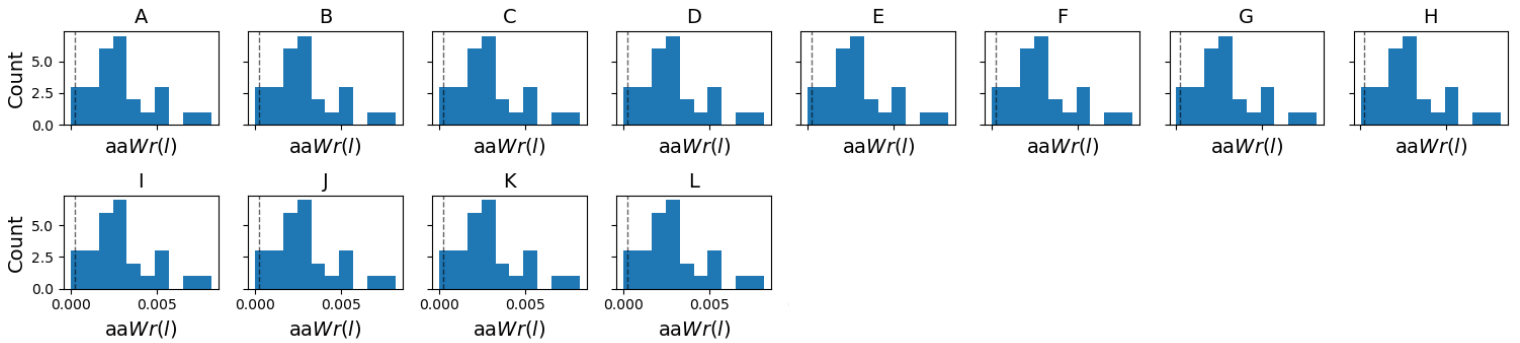 A B C D E F G H
Count
5.0
2.5
0.0
aaWr(l) aaWr(l) aaWr(l) aaWr(l) aaWr(l) aaWr(l) aaWr(l) aaWr(l)
I J K L
Count
5.0
2.5
0.0
0.000 0.005 0.000 0.005 0.000 0.005 0.000 0.005
aaWr(l) aaWr(l) aaWr(l) aaWr(l)